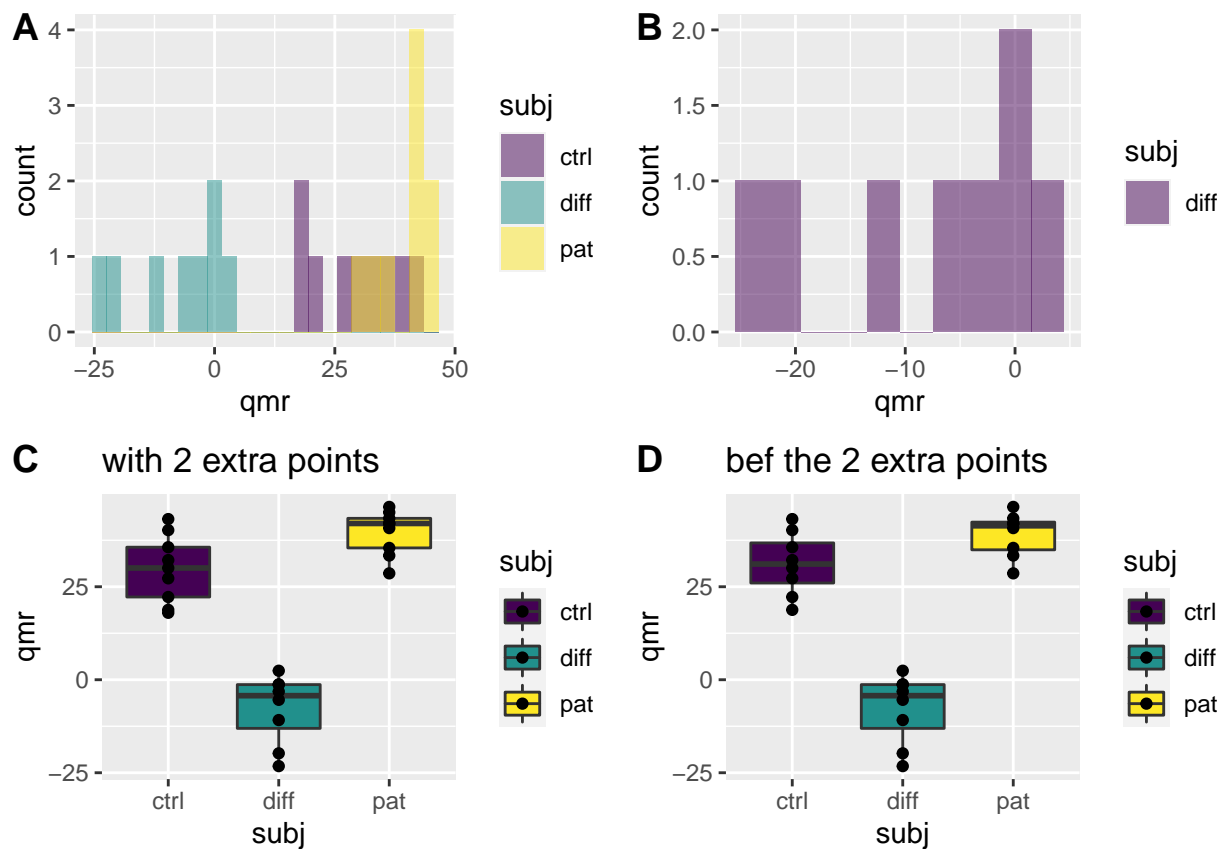 A
4
3
2
1
0
count
−25
0
25
50
qmr
subj
ctrl
diff
pat
B
2.0
1.5
1.0
0.5
0.0
count
−20
−10
0
qmr
subj
diff
C
with 2 extra points
25
0
−25
qmr
ctrl
diff
pat
subj
subj
ctrl
diff
pat
D
bef the 2 extra points
25
0
−25
qmr
ctrl
diff
pat
subj
subj
ctrl
diff
pat